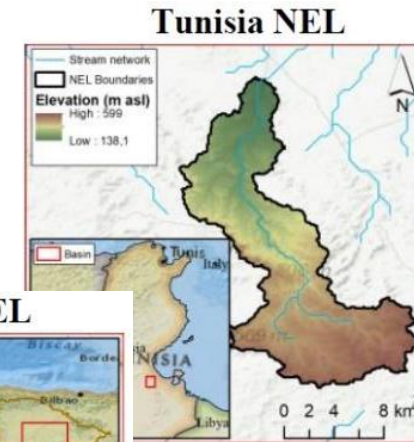 Tunisia NEL
Stream network
NEL Boundaries
Elevation (m asl)
High : 599
Low : 138,1
N
Basin
Tunis
Italy
NISIA
Libya
0 2 4 8 km
EL
Biscay
Borde
Bilbao